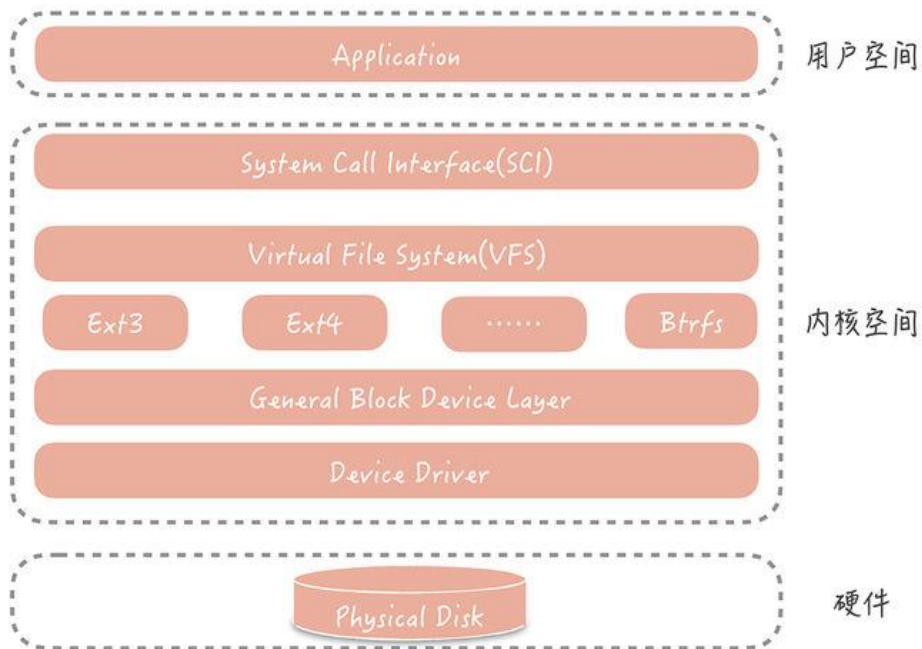 Application
用户空间
System Call Interface(SCI)
Virtual File System(VFS)
Ext3
Ext4
......
Btrfs
内核空间
General Block Device Layer
Device Driver
Physical Disk
硬件